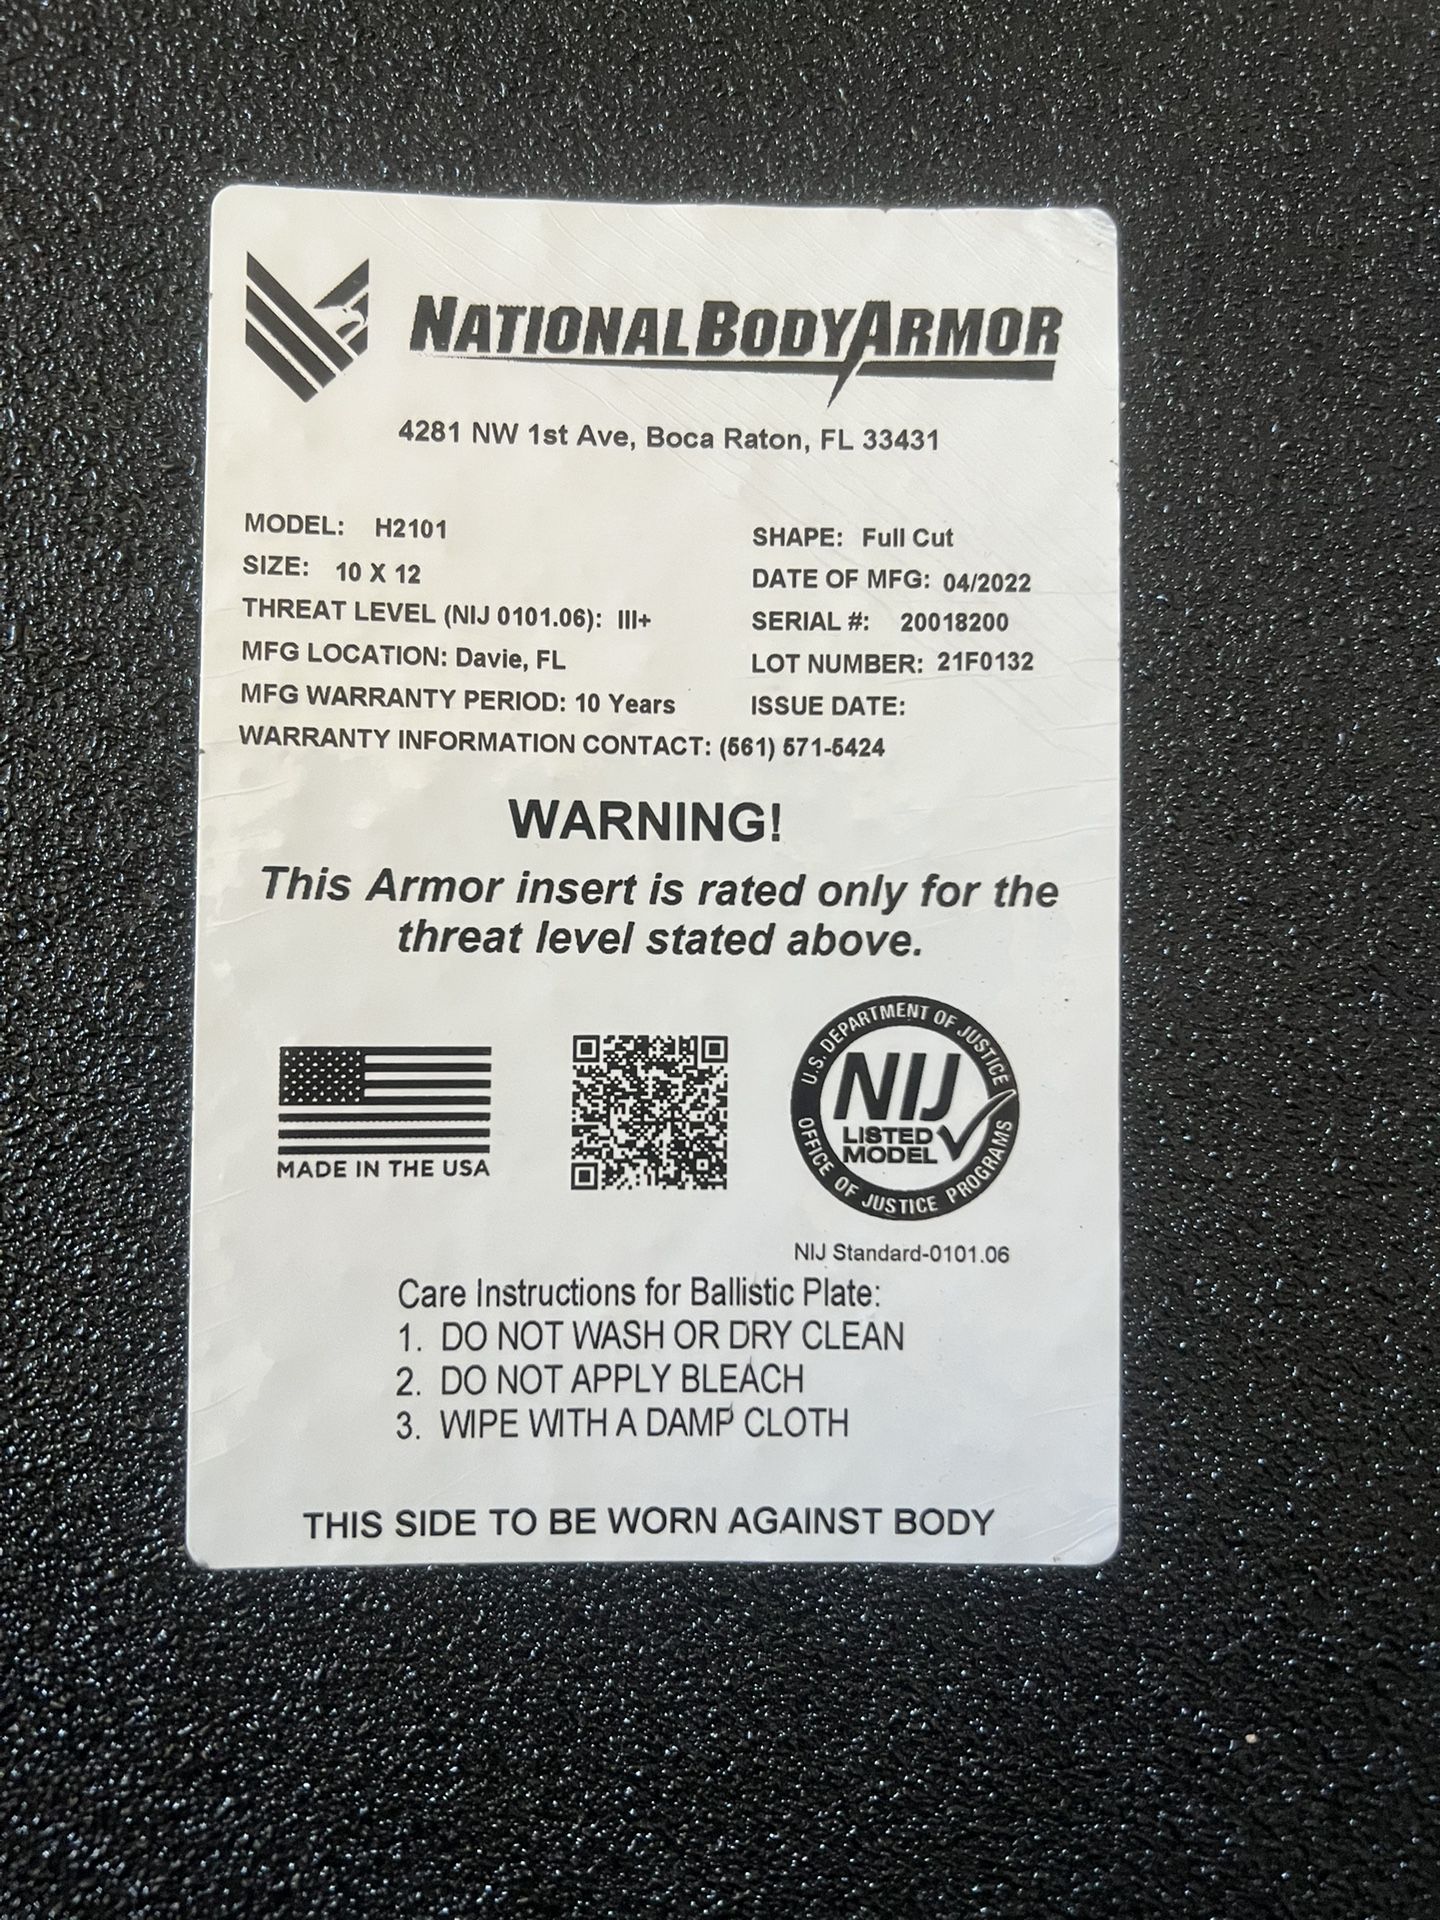 NATIONAL BODY ARMOR
4281 NW 1st Ave, Boca Raton, FL 33431
MODEL: H2101
SHAPE: Full Cut
SIZE: 10 X 12
DATE OF MFG: 04/2022
THREAT LEVEL (NIJ 0101.06): III+
SERIAL #: 20018200
MFG LOCATION: Davie, FL
LOT NUMBER: 21F0132
MFG WARRANTY PERIOD: 10 Years
ISSUE DATE:
WARRANTY INFORMATION CONTACT: (561) 571-5424
WARNING!
This Armor insert is rated only for the
threat level stated above.
MADE IN THE USA
U.S. DEPARTMENT OF JUSTICE
NIJ
LISTED
MODEL
OFFICE OF JUSTICE PROGRAMS
NIJ Standard-0101.06
Care Instructions for Ballistic Plate:
1. DO NOT WASH OR DRY CLEAN
2. DO NOT APPLY BLEACH
3. WIPE WITH A DAMP CLOTH
THIS SIDE TO BE WORN AGAINST BODY